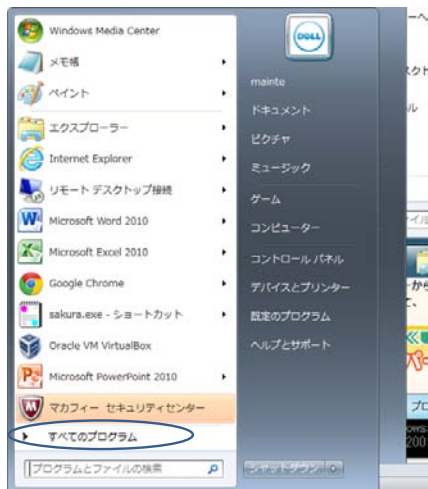 Windows Media Center
メモ帳
ペイント
エクスプローラー
Internet Explorer
リモート デスクトップ接続
Microsoft Word 2010
Microsoft Excel 2010
Google Chrome
sakura.exe - ショートカット
Oracle VM VirtualBox
Microsoft PowerPoint 2010
マカフィー セキュリティセンター
すべてのプログラム
プログラムとファイルの検索
DELL
mainte
ドキュメント
ピクチャ
ミュージック
ゲーム
コンピューター
コントロール パネル
デバイスとプリンター
既定のプログラム
ヘルプとサポート
シャットダウン